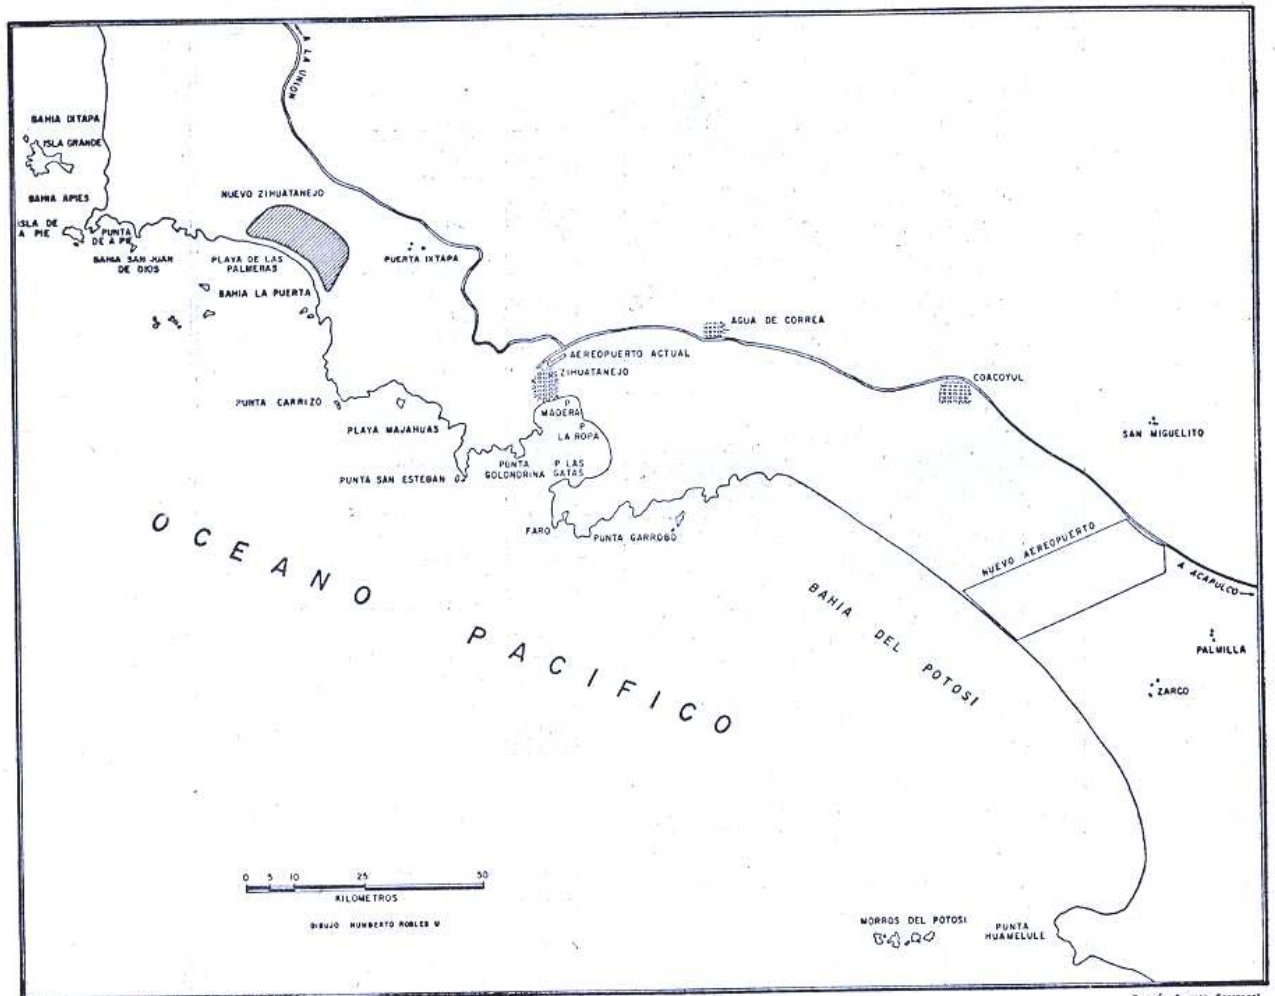 A LA UNION
BAHIA IXTAPA
ISLA GRANDE
BAHIA APIES
ISLA DE
A PIE
PUNTA
DE A PIE
BAHIA SAN JUAN
DE DIOS
NUEVO ZIHUATANEJO
PLAYA DE LAS
PALMERAS
BAHIA LA PUERTA
PUERTA IXTAPA
AGUA DE CORREA
AEREOPUERTO ACTUAL
ZIHUATANEJO
COACOYUL
PUNTA CARRIZO
P
MADERA
P
LA ROPA
PLAYA MAJAHUAS
SAN MIGUELITO
P LAS
GATAS
PUNTA
GOLONDRINA
PUNTA SAN ESTEBAN
FARO
PUNTA GARROBO
NUEVO AEREOPUERTO
A ACAPULCO
OCEANO PACIFICO
BAHIA DEL POTOSI
PALMILLA
ZARCO
0 5 10 25 50
KILOMETROS
DIBUJO HUMBERTO ROBLES U
MORROS DEL POTOSI
PUNTA
HUAMELULE